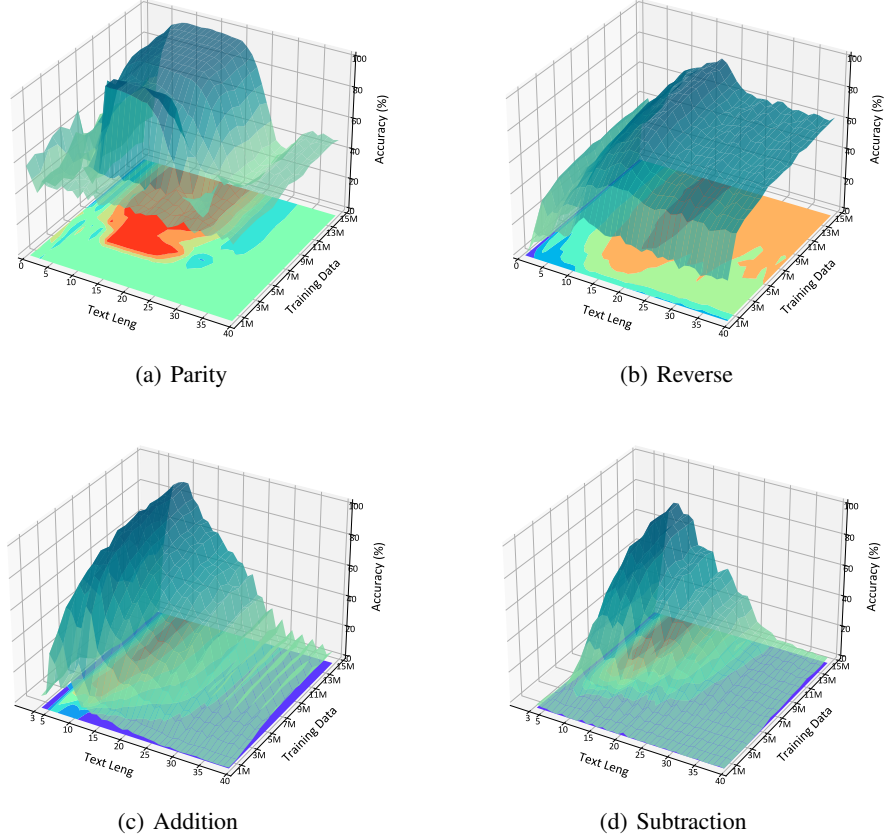 100
80
60
40
20
0
Accuracy (%)
15M
13M
11M
9M
7M
5M
3M
1M
Training Data
0
5
10
15
20
25
30
35
40
Text Leng
(a) Parity
100
80
60
40
20
0
Accuracy (%)
15M
13M
11M
9M
7M
5M
3M
1M
Training Data
0
5
10
15
20
25
30
35
40
Text Leng
(b) Reverse
100
80
60
40
20
0
Accuracy (%)
15M
13M
11M
9M
7M
5M
3M
1M
Training Data
3
5
10
15
20
25
30
35
40
Text Leng
(c) Addition
100
80
60
40
20
0
Accuracy (%)
15M
13M
11M
9M
7M
5M
3M
1M
Training Data
3
5
10
15
20
25
30
35
40
Text Leng
(d) Subtraction